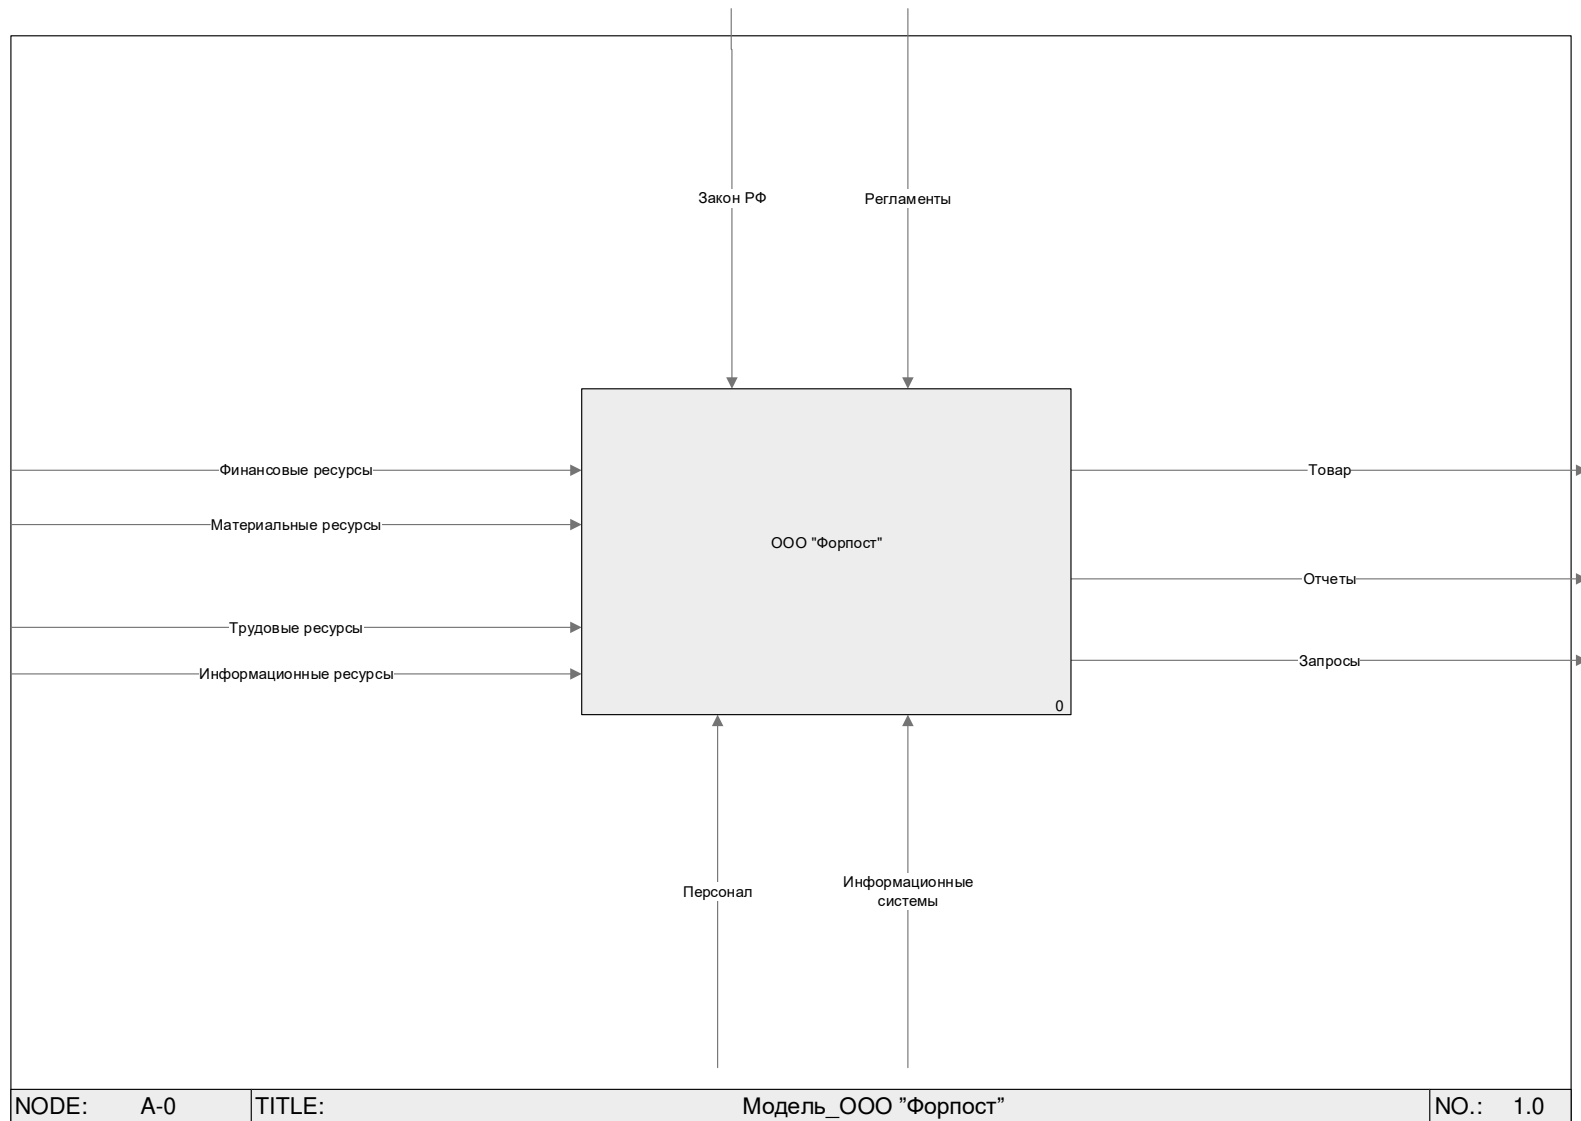 Закон РФ
Регламенты
Финансовые ресурсы
Товар
Материальные ресурсы
ООО "Форпост"
Отчеты
Трудовые ресурсы
Запросы
Информационные ресурсы
0
Персонал
Информационные
системы
NODE: A-0 TITLE: Модель_ООО ”Форпост” NO.: 1.0